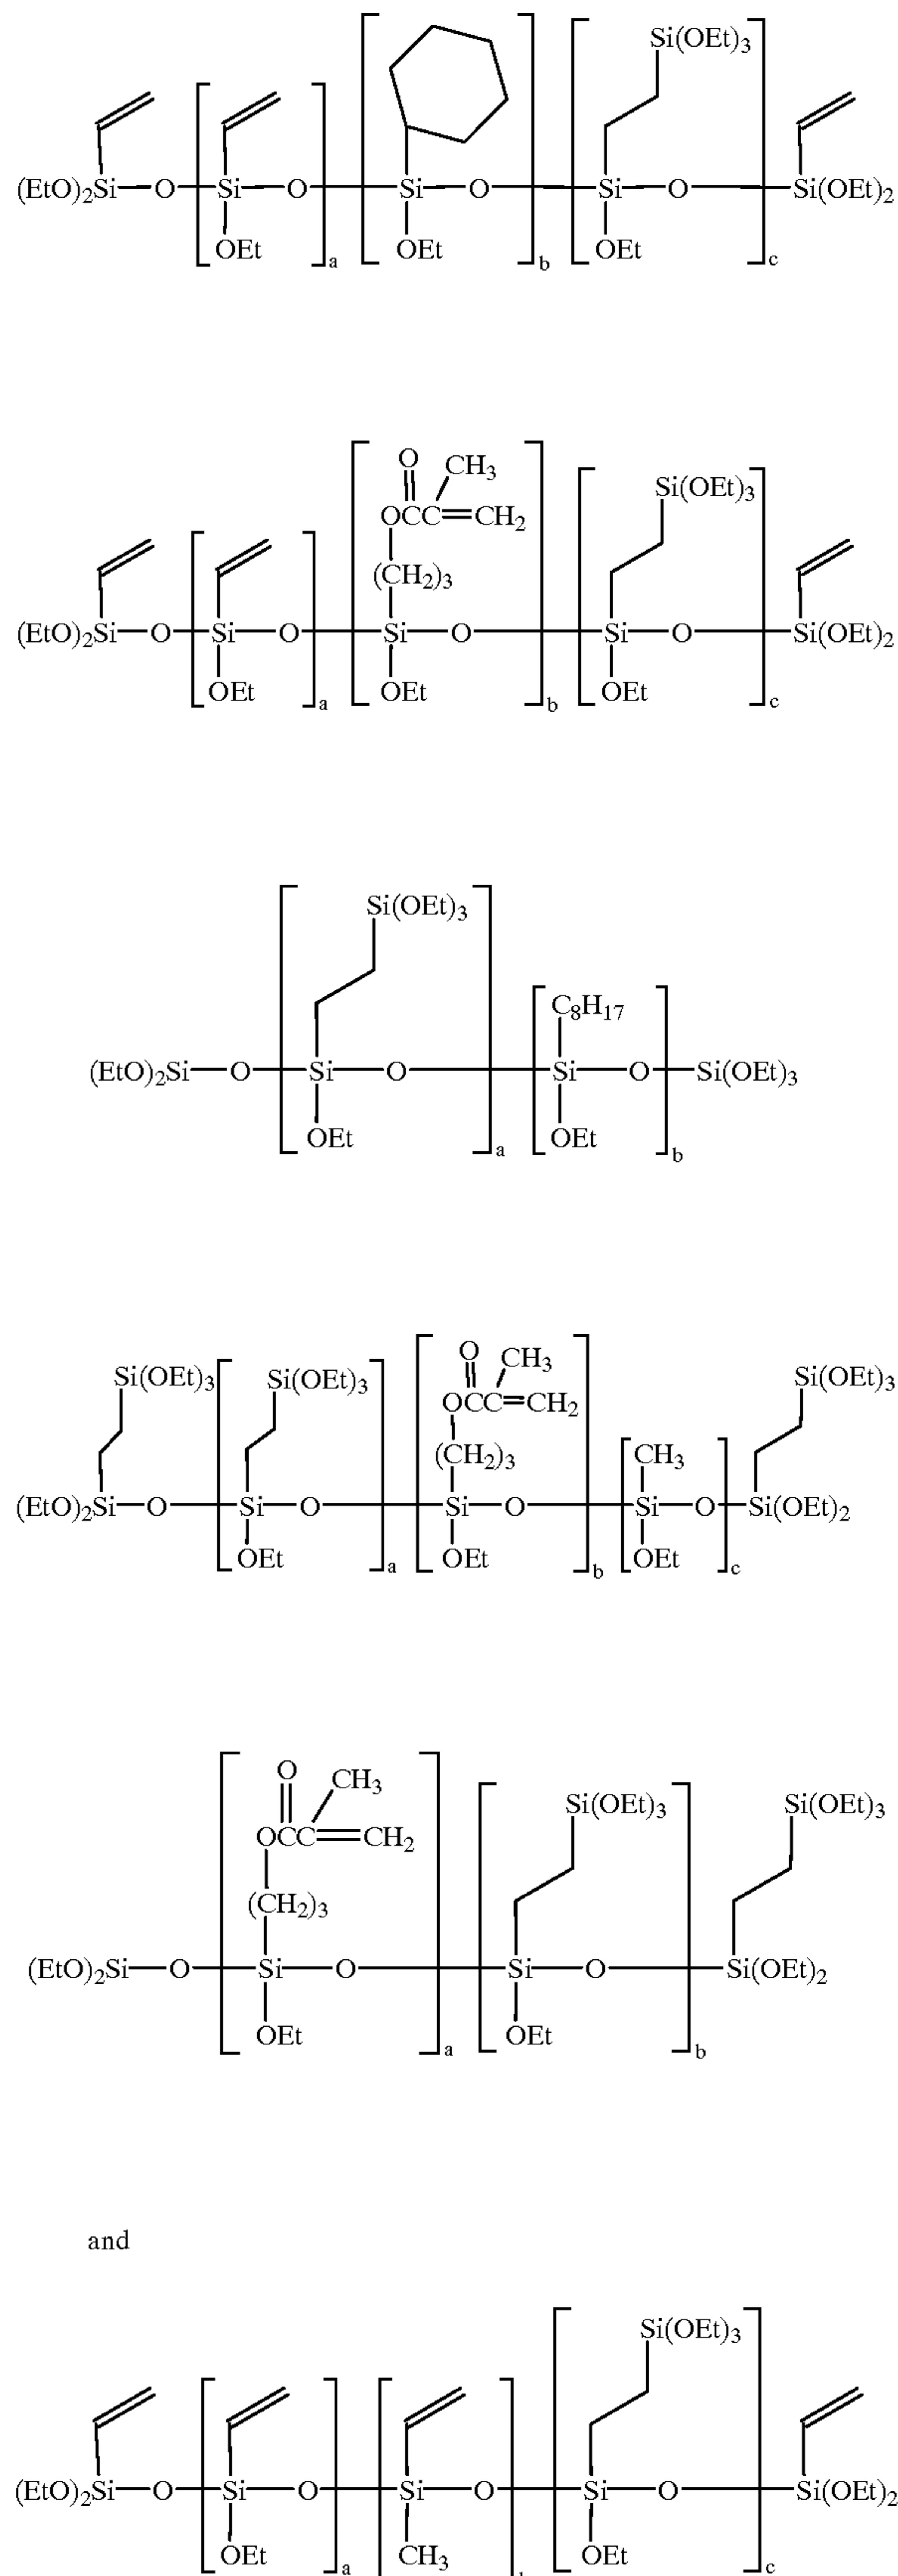 Si(OEt)3
(EtO)2Si—O—Si—O—Si—O—Si—O—Si(OEt)2
OEt a OEt b OEt c
O CH3
Si(OEt)3
OCC=CH2
(CH2)3
(EtO)2Si—O—Si—O—Si—O—Si—O—Si(OEt)2
OEt a OEt b OEt c
Si(OEt)3
C8H17
(EtO)2Si—O—Si—O—Si—O—Si(OEt)3
OEt a OEt b
O CH3
Si(OEt)3 Si(OEt)3 Si(OEt)3
OCC=CH2
(CH2)3 CH3
(EtO)2Si—O—Si—O—Si—O—Si—O—Si(OEt)2
OEt a OEt b OEt c
O CH3
Si(OEt)3 Si(OEt)3
OCC=CH2
(CH2)3
(EtO)2Si—O—Si—O—Si—O—Si(OEt)2
OEt a OEt b
and
Si(OEt)3
(EtO)2Si—O—Si—O—Si—O—Si—O—Si(OEt)2
OEt a CH3 OEt c